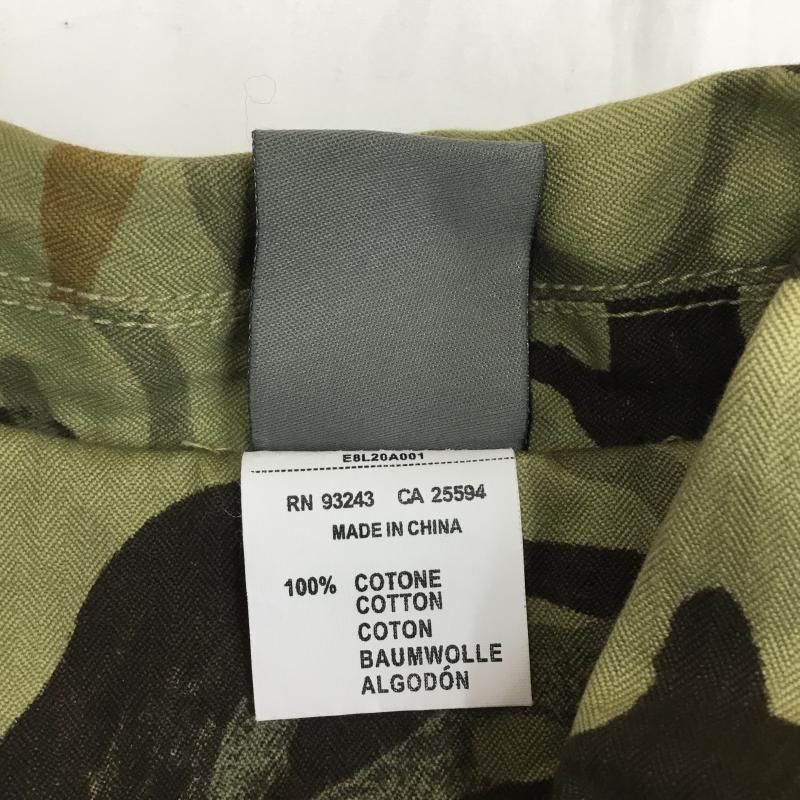 E8L20A001
RN 93243 CA 25594
MADE IN CHINA
100% COTONE
COTTON
COTON
BAUMWOLLE
ALGODÓN